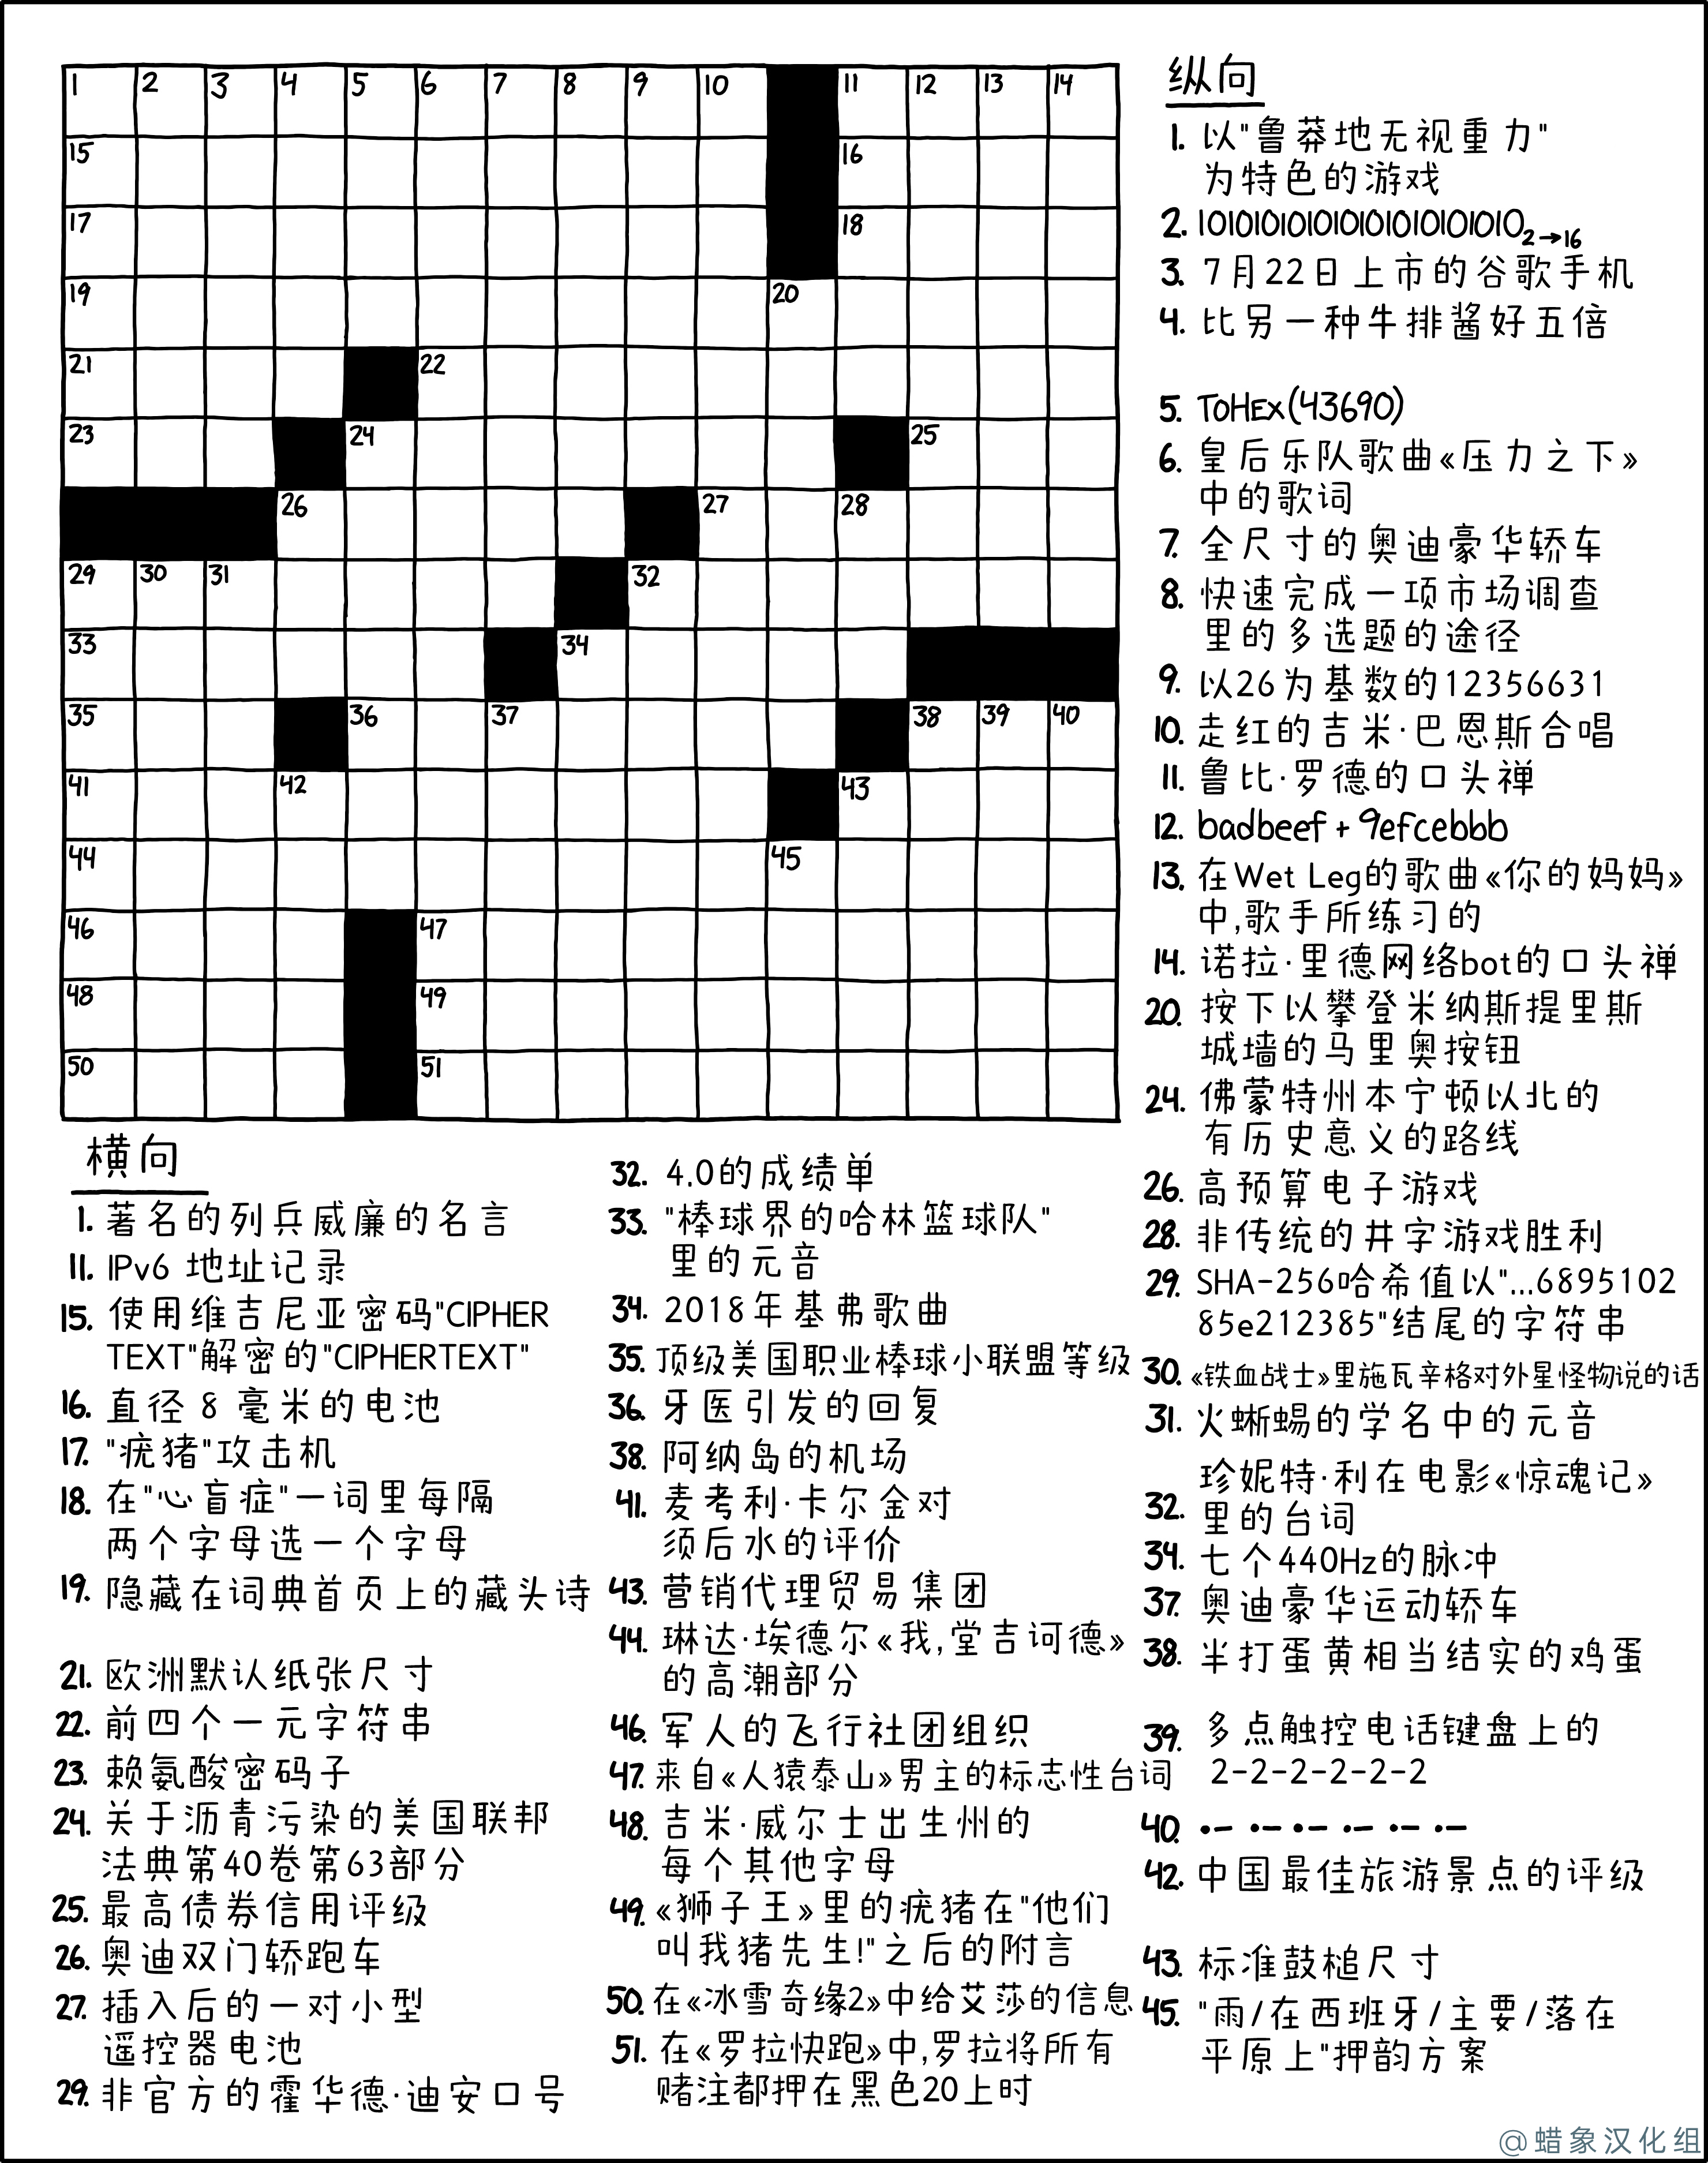 1 2 3 4 5 6 7 8 9 10 11 12 13 14
15 16
17 18
19 20
21 22
23 24 25
26 27 28
29 30 31 32
33 34
35 36 37 38 39 40
41 42 43
44 45
46 47
48 49
50 51
横向
1. 著名的列兵威廉的名言
11. IPv6 地址记录
15. 使用维吉尼亚密码"CIPHER
TEXT"解密的"CIPHERTEXT"
16. 直径 8 毫米的电池
17. "疣猪"攻击机
18. 在"心盲症"一词里每隔
两个字母选一个字母
19. 隐藏在词典首页上的藏头诗
21. 欧洲默认纸张尺寸
22. 前四个一元字符串
23. 赖氨酸密码子
24. 关于沥青污染的美国联邦
法典第40卷第63部分
25. 最高债券信用评级
26. 奥迪双门轿跑车
27. 插入后的一对小型
遥控器电池
29. 非官方的霍华德·迪安口号
32. 4.0的成绩单
33. "棒球界的哈林篮球队"
里的元音
34. 2018年基弗歌曲
35. 顶级美国职业棒球小联盟等级
36. 牙医引发的回复
38. 阿纳岛的机场
41. 麦考利·卡尔金对
须后水的评价
43. 营销代理贸易集团
44. 琳达·埃德尔《我,堂吉诃德》
的高潮部分
46. 军人的飞行社团组织
47. 来自《人猿泰山》男主的标志性台词
48. 吉米·威尔士出生州的
每个其他字母
49. 《狮子王》里的疣猪在"他们
叫我猪先生!"之后的附言
50. 在《冰雪奇缘2》中给艾莎的信息
51. 在《罗拉快跑》中,罗拉将所有
赌注都押在黑色20上时
纵向
1. 以"鲁莽地无视重力"
为特色的游戏
2. 101010101010101010101010₂→₁₆
3. 7月22日上市的谷歌手机
4. 比另一种牛排酱好五倍
5. ToHex(43690)
6. 皇后乐队歌曲《压力之下》
中的歌词
7. 全尺寸的奥迪豪华轿车
8. 快速完成一项市场调查
里的多选题的途径
9. 以26为基数的12356631
10. 走红的吉米·巴恩斯合唱
11. 鲁比·罗德的口头禅
12. badbeef + 9efcebbb
13. 在Wet Leg的歌曲《你的妈妈》
中,歌手所练习的
14. 诺拉·里德网络bot的口头禅
20. 按下以攀登米纳斯提里斯
城墙的马里奥按钮
24. 佛蒙特州本宁顿以北的
有历史意义的路线
26. 高预算电子游戏
28. 非传统的井字游戏胜利
29. SHA-256哈希值以"...6895102
85e212385"结尾的字符串
30. 《铁血战士》里施瓦辛格对外星怪物说的话
31. 火蜥蜴的学名中的元音
32. 珍妮特·利在电影《惊魂记》
里的台词
34. 七个440Hz的脉冲
37. 奥迪豪华运动轿车
38. 半打蛋黄相当结实的鸡蛋
39. 多点触控电话键盘上的
2-2-2-2-2-2
40. •– •–•– •– •– •–
42. 中国最佳旅游景点的评级
43. 标准鼓槌尺寸
45. "雨/在西班牙/主要/落在
平原上"押韵方案
@蜡象汉化组